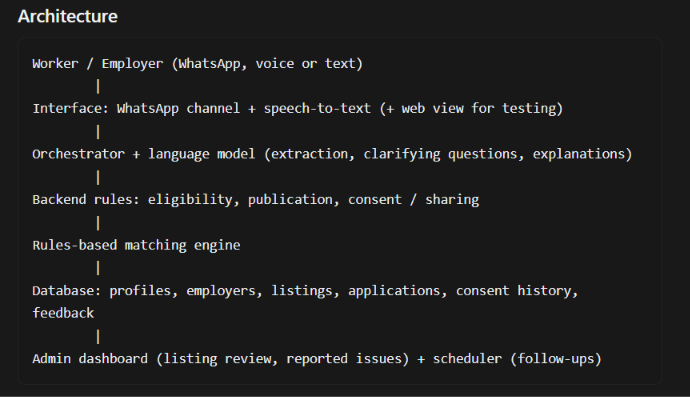 Architecture
Worker / Employer (WhatsApp, voice or text)
|
Interface: WhatsApp channel + speech-to-text (+ web view for testing)
|
Orchestrator + language model (extraction, clarifying questions, explanations)
|
Backend rules: eligibility, publication, consent / sharing
|
Rules-based matching engine
|
Database: profiles, employers, listings, applications, consent history,
feedback
|
Admin dashboard (listing review, reported issues) + scheduler (follow-ups)